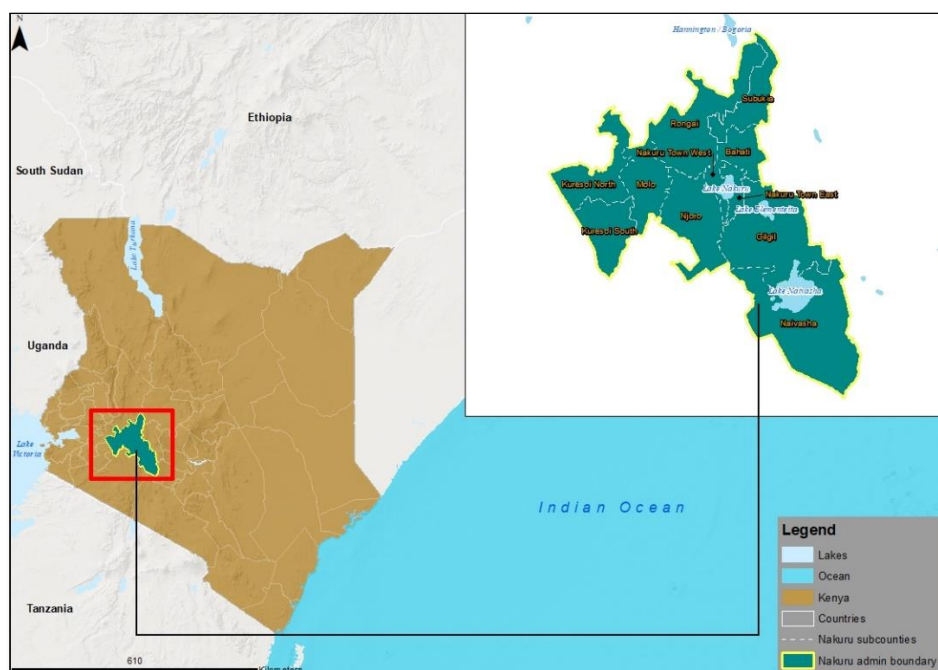 N
Ethiopia
South Sudan
Lake Turkana
Uganda
Lake
Victoria
Tanzania
610
Kilometers
Indian Ocean
Hannington / Bogoria
Subukia
Rongai
Nakuru Town West
Bahati
Kuresoi North
Molo
Lake Nakuru
Nakuru Town East
Lake Elementeita
Njoro
Kuresoi South
Gilgil
Lake Naivasha
Naivasha
Legend
Lakes
Ocean
Kenya
Countries
Nakuru subcounties
Nakuru admin boundary